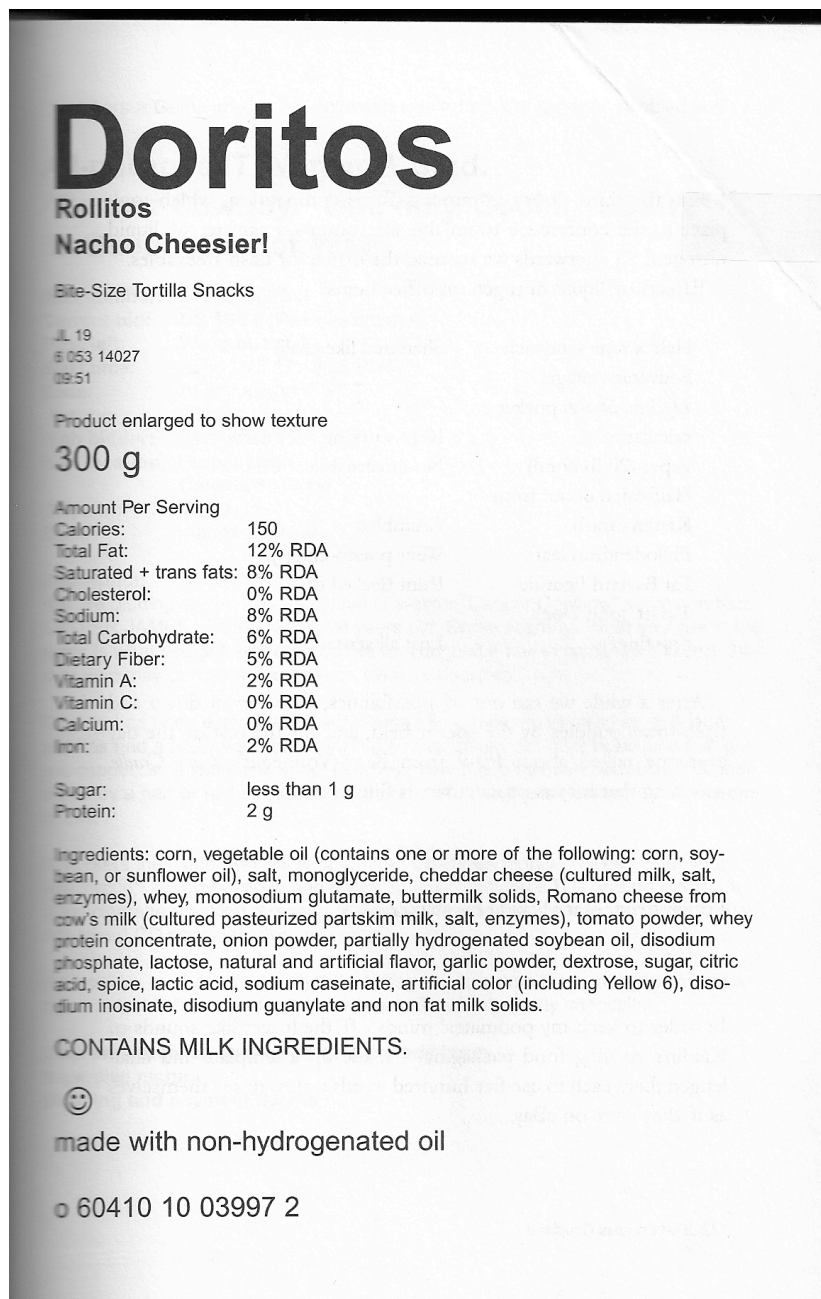 Doritos
Rollitos
Nacho Cheesier!
Bite-Size Tortilla Snacks
JL 19
6 053 14027
09:51
Product enlarged to show texture
300 g
Amount Per Serving
Calories: 150
Total Fat: 12% RDA
Saturated + trans fats: 8% RDA
Cholesterol: 0% RDA
Sodium: 8% RDA
Total Carbohydrate: 6% RDA
Dietary Fiber: 5% RDA
Vitamin A: 2% RDA
Vitamin C: 0% RDA
Calcium: 0% RDA
Iron: 2% RDA
Sugar: less than 1 g
Protein: 2 g
Ingredients: corn, vegetable oil (contains one or more of the following: corn, soy-
bean, or sunflower oil), salt, monoglyceride, cheddar cheese (cultured milk, salt,
enzymes), whey, monosodium glutamate, buttermilk solids, Romano cheese from
cow's milk (cultured pasteurized partskim milk, salt, enzymes), tomato powder, whey
protein concentrate, onion powder, partially hydrogenated soybean oil, disodium
phosphate, lactose, natural and artificial flavor, garlic powder, dextrose, sugar, citric
acid, spice, lactic acid, sodium caseinate, artificial color (including Yellow 6), diso-
dium inosinate, disodium guanylate and non fat milk solids.
CONTAINS MILK INGREDIENTS.
☺
made with non-hydrogenated oil
o 60410 10 03997 2